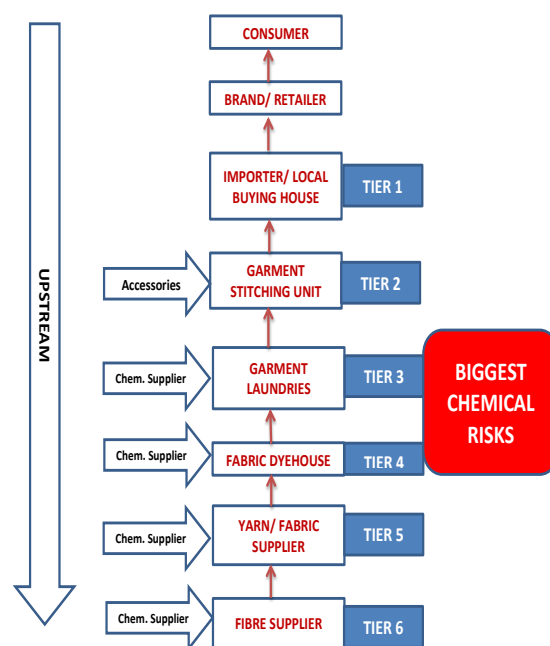 CONSUMER
BRAND/ RETAILER
IMPORTER/ LOCAL
BUYING HOUSE
TIER 1
UPSTREAM
Accessories
GARMENT
STITCHING UNIT
TIER 2
Chem. Supplier
GARMENT
LAUNDRIES
TIER 3
BIGGEST
CHEMICAL
RISKS
Chem. Supplier
FABRIC DYEHOUSE
TIER 4
Chem. Supplier
YARN/ FABRIC
SUPPLIER
TIER 5
Chem. Supplier
FIBRE SUPPLIER
TIER 6